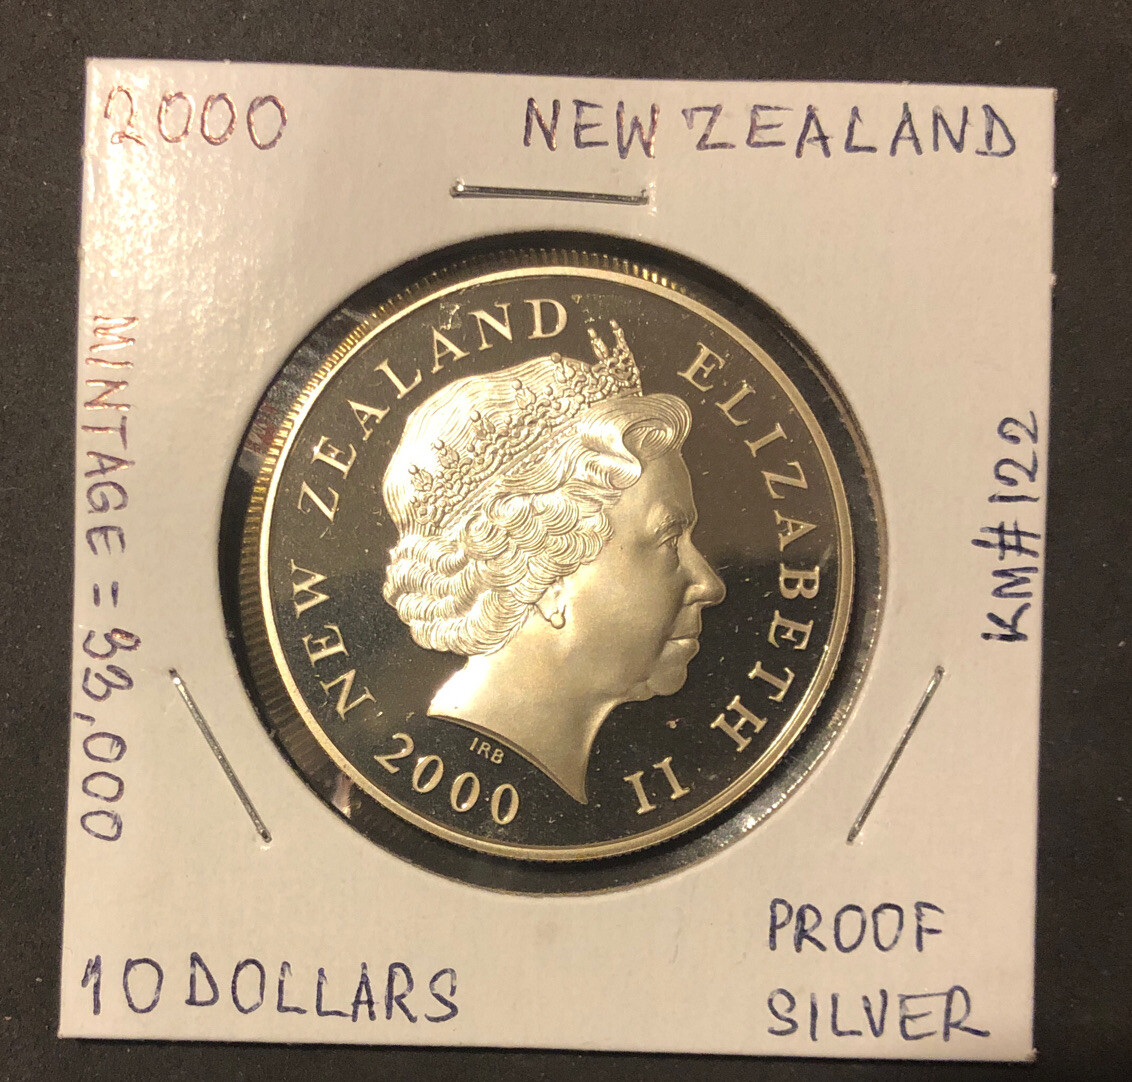 2000
NEW ZEALAND
MINTAGE = 33,000
KM# 122
NEW ZEALAND
ELIZABETH II
IRB
2000
10 DOLLARS
PROOF
SILVER